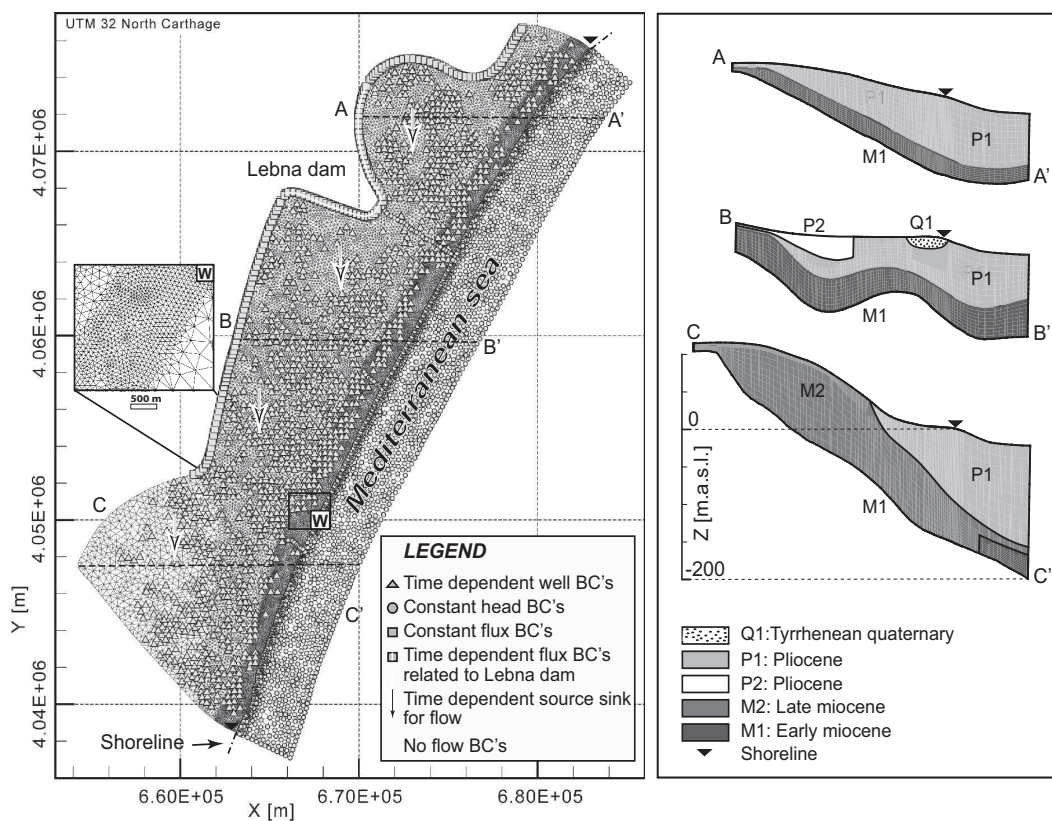 UTM 32 North Carthage
4.07E+06
4.06E+06
4.05E+06
4.04E+06
Y [m]
6.60E+05
6.70E+05
6.80E+05
X [m]
A
A'
Lebna dam
B
B'
C
C'
W
500 m
W
Mediterranean sea
Shoreline
LEGEND
Time dependent well BC's
Constant head BC's
Constant flux BC's
Time dependent flux BC's
related to Lebna dam
Time dependent source sink
for flow
No flow BC's
A
P1
P1
M1
A'
B
P2
Q1
P1
M1
B'
C
M2
0
P1
M1
Z [m.a.s.l.]
-200
C'
Q1:Tyrrhenean quaternary
P1: Pliocene
P2: Pliocene
M2: Late miocene
M1: Early miocene
Shoreline